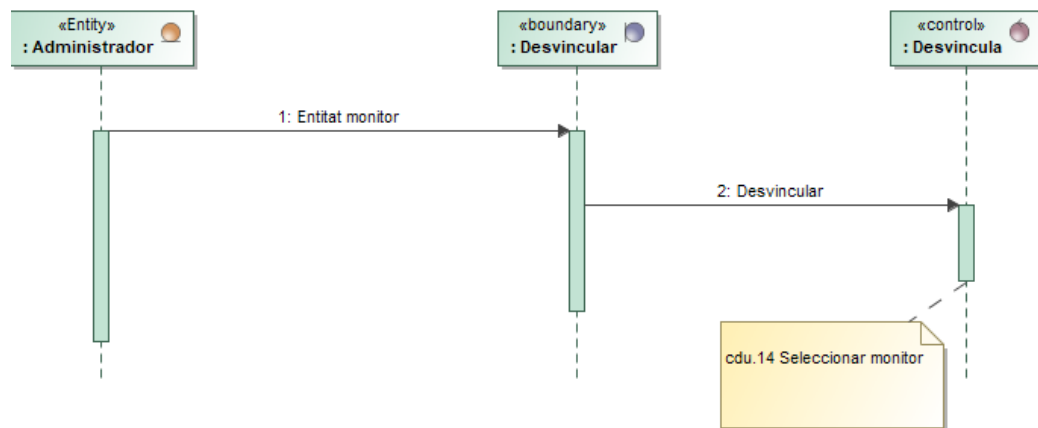 «Entity»
: Administrador
«boundary»
: Desvincular
«control»
: Desvincula
1: Entitat monitor
2: Desvincular
cdu.14 Seleccionar monitor